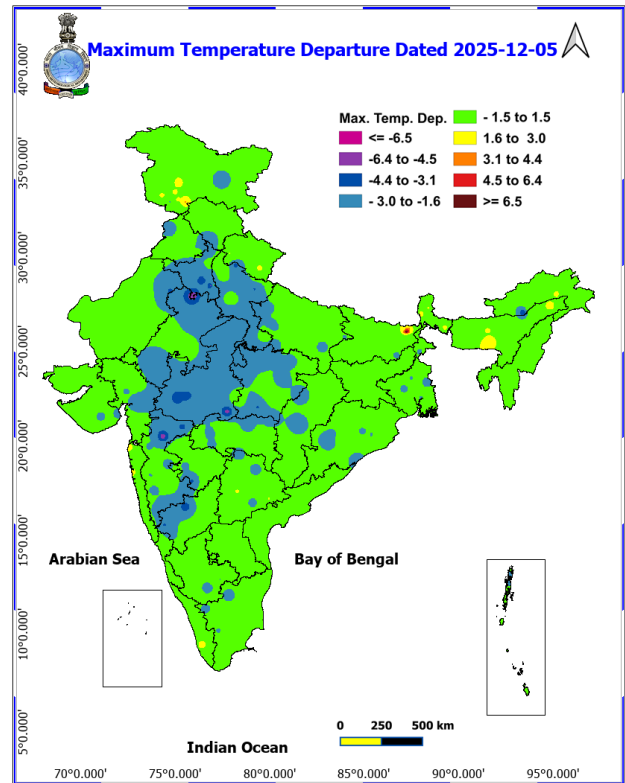 Maximum Temperature Departure Dated 2025-12-05
Max. Temp. Dep.
<= -6.5
-6.4 to -4.5
-4.4 to -3.1
- 3.0 to -1.6
- 1.5 to 1.5
1.6 to 3.0
3.1 to 4.4
4.5 to 6.4
>= 6.5
40°0.000'
35°0.000'
30°0.000'
25°0.000'
20°0.000'
15°0.000'
10°0.000'
5°0.000'
Arabian Sea
Bay of Bengal
0 250 500 km
Indian Ocean
70°0.000' 75°0.000' 80°0.000' 85°0.000' 90°0.000' 95°0.000'